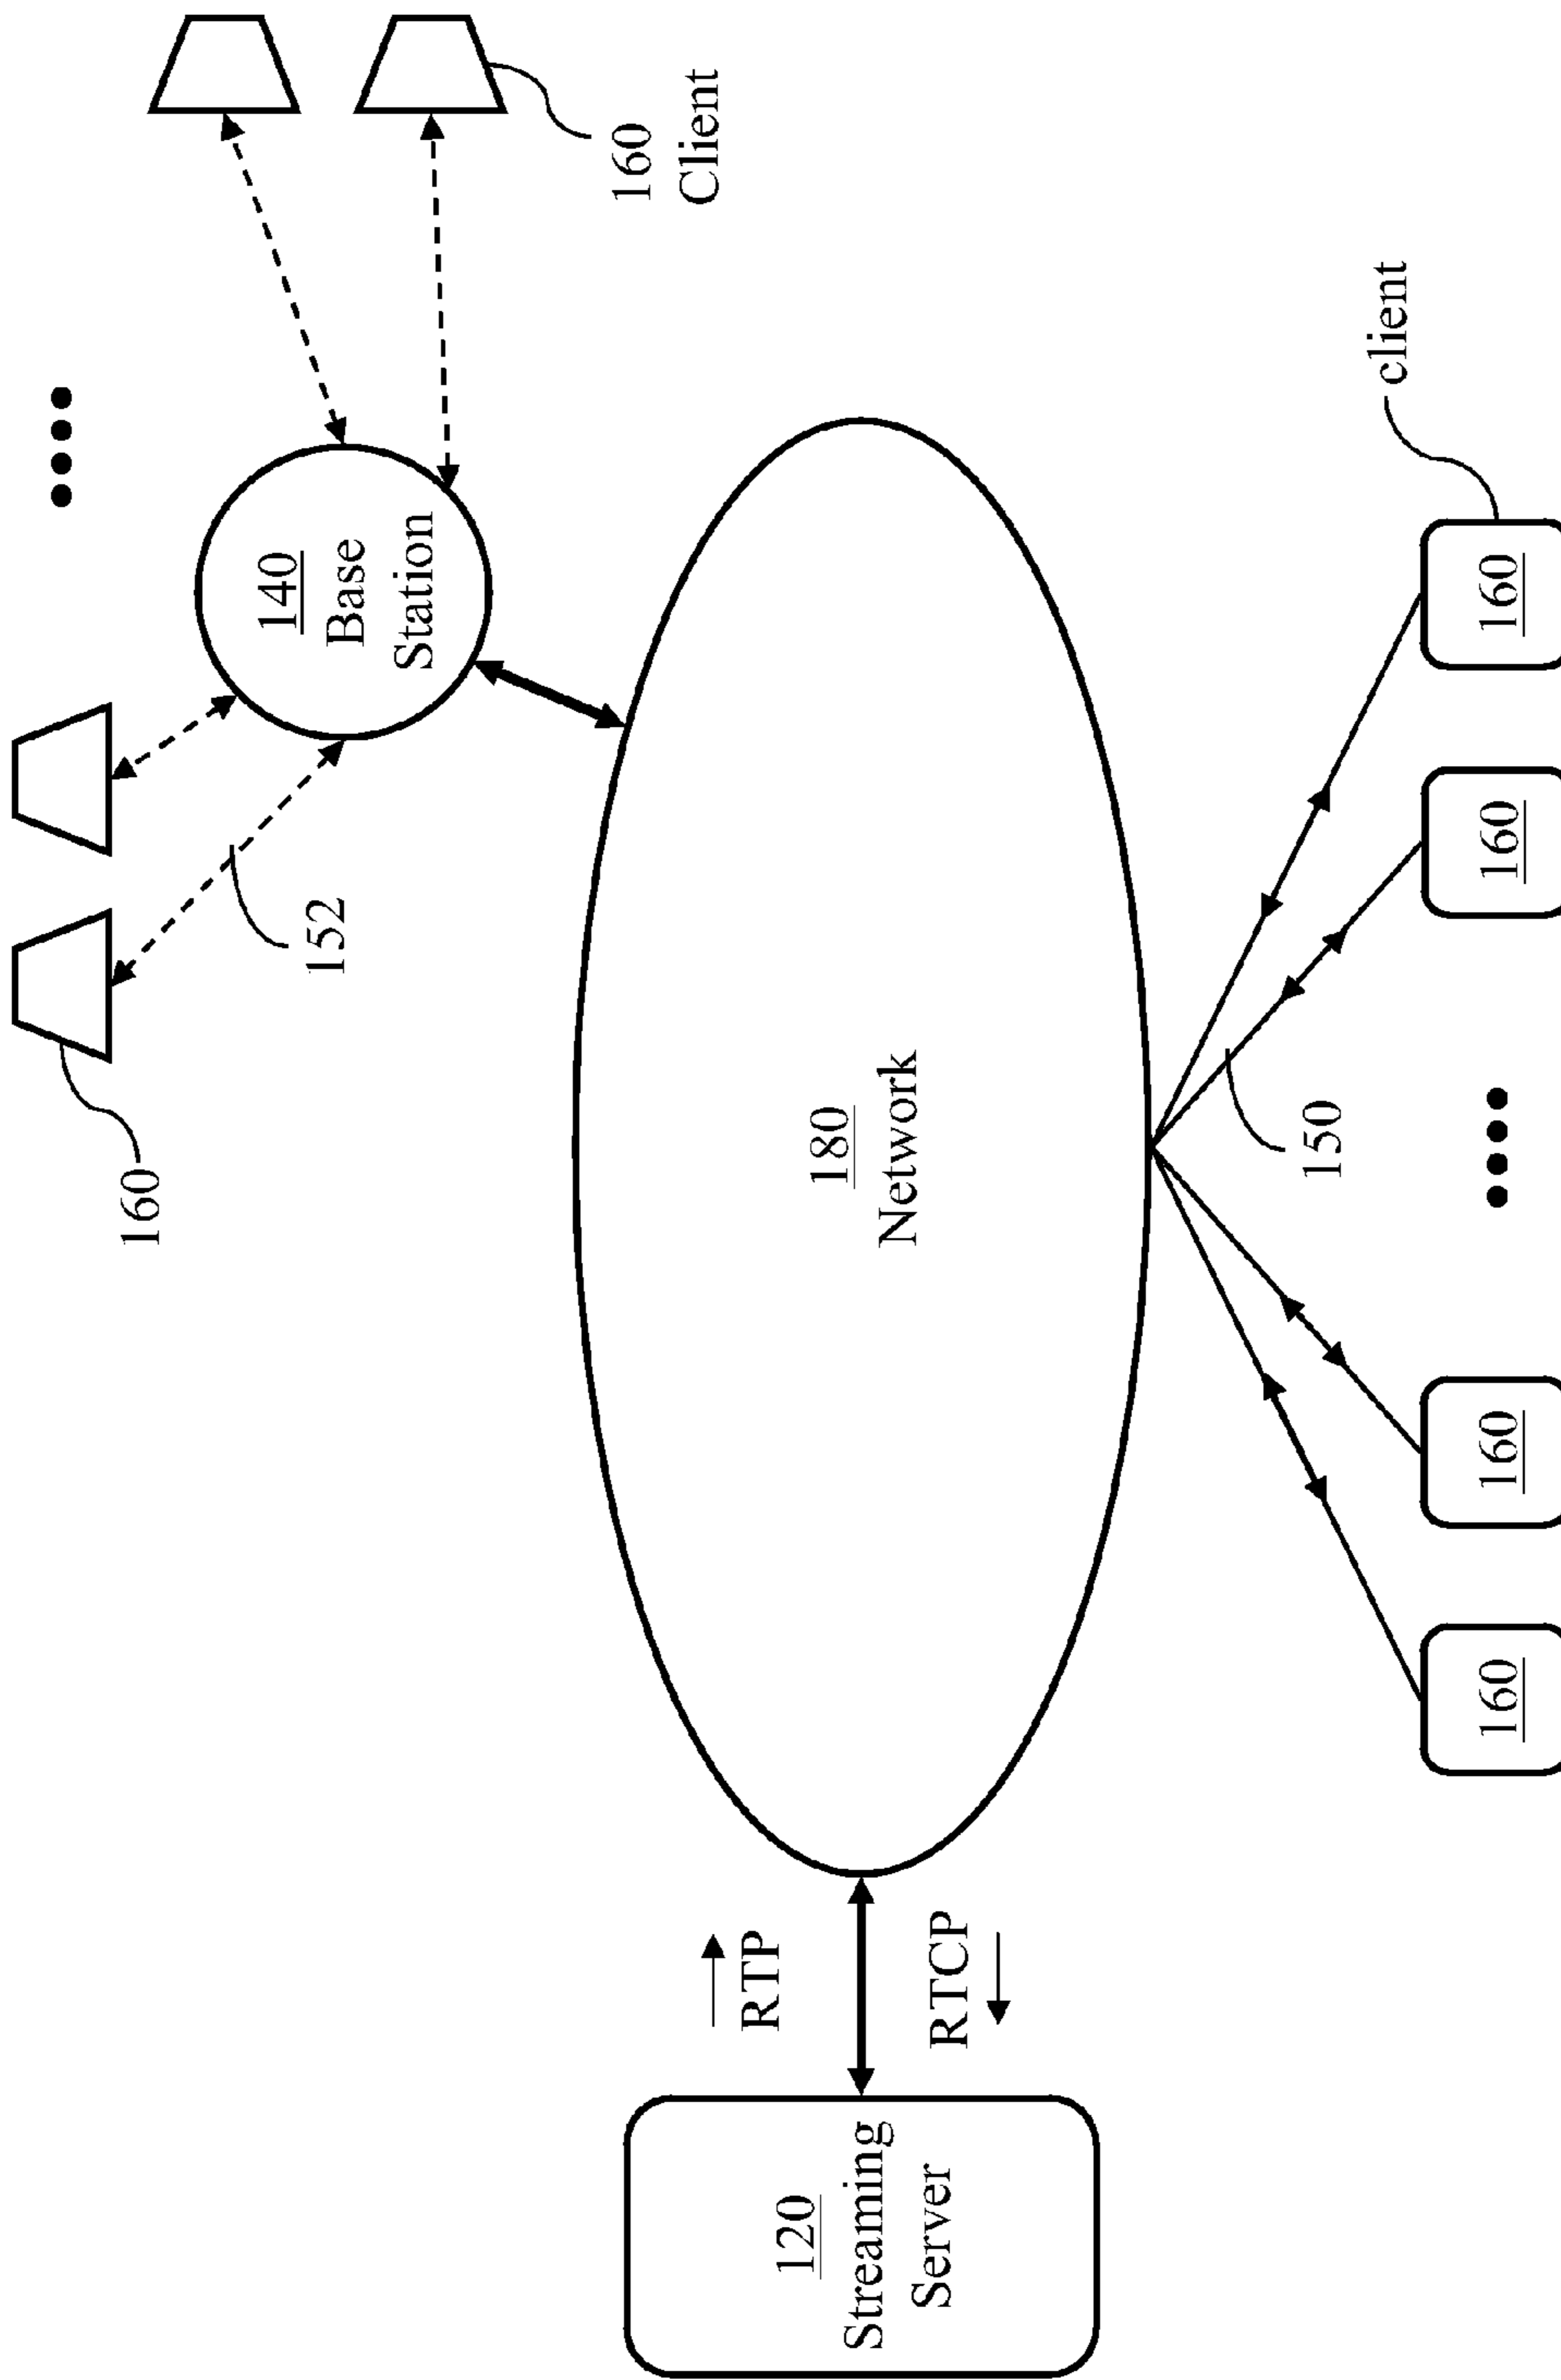 120
Streaming
Server
RTP
RTCP
180
Network
160
152
140
Base
Station
160
Client
150
160
160
160
160
client